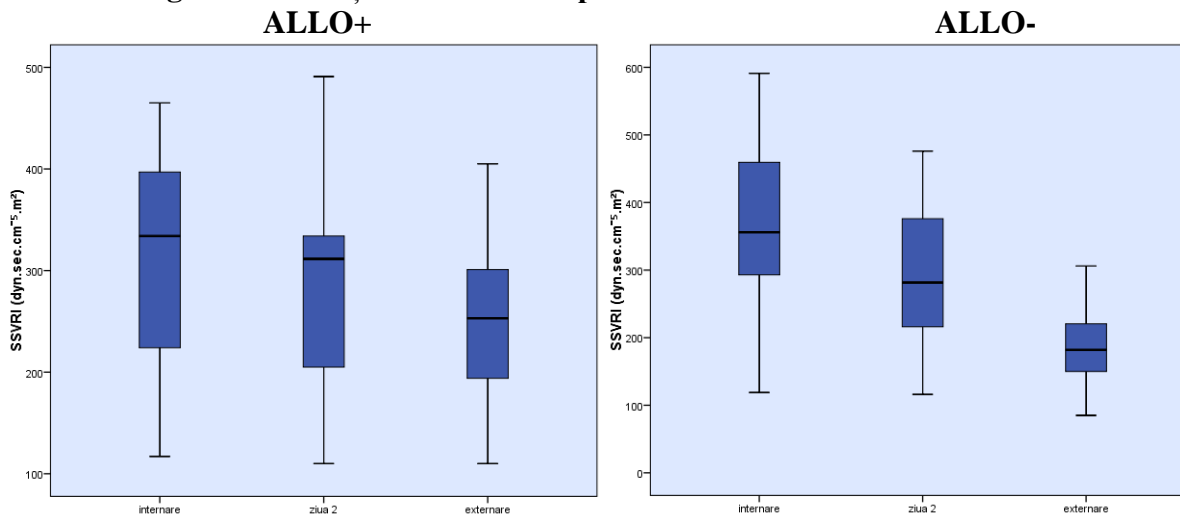 ALLO+
ALLO-
SSVRI (dyn.sec.cm⁻⁵.m²)
500
400
300
200
100
internare
ziua 2
externare
SSVRI (dyn.sec.cm⁻⁵.m²)
600
500
400
300
200
100
0
internare
ziua 2
externare